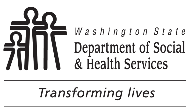 Washington State
Department of Social
& Health Services
Transforming lives